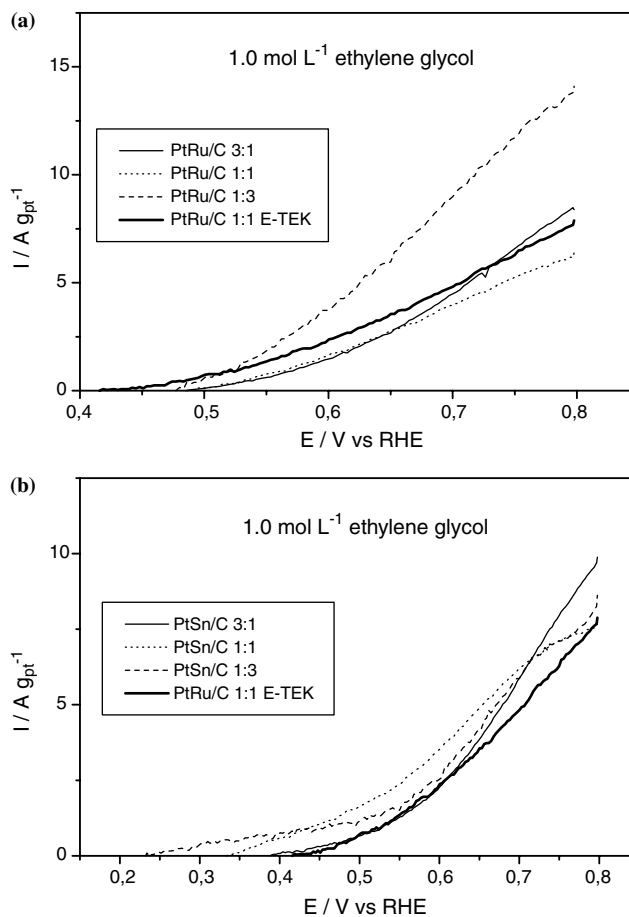 (a)
1.0 mol L⁻¹ ethylene glycol
15
PtRu/C 3:1
PtRu/C 1:1
PtRu/C 1:3
PtRu/C 1:1 E-TEK
10
I / A gpt⁻¹
5
0
0,4 0,5 0,6 0,7 0,8
E / V vs RHE
(b)
1.0 mol L⁻¹ ethylene glycol
10
PtSn/C 3:1
PtSn/C 1:1
PtSn/C 1:3
PtRu/C 1:1 E-TEK
I / A gpt⁻¹
5
0
0,2 0,3 0,4 0,5 0,6 0,7 0,8
E / V vs RHE